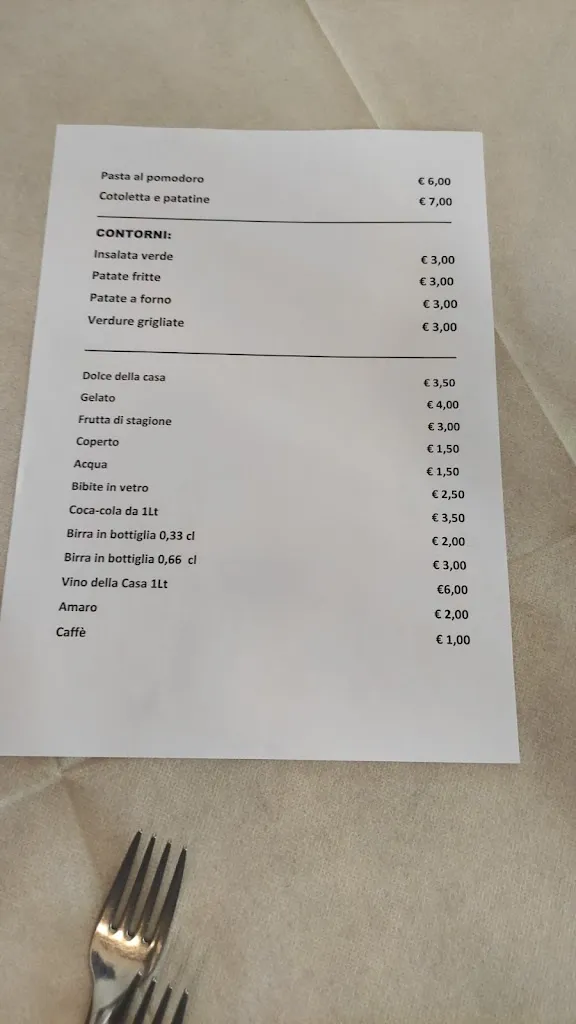 Pasta al pomodoro € 6,00
Cotoletta e patatine € 7,00
CONTORNI:
Insalata verde € 3,00
Patate fritte € 3,00
Patate a forno € 3,00
Verdure grigliate € 3,00
Dolce della casa € 3,50
Gelato € 4,00
Frutta di stagione € 3,00
Coperto € 1,50
Acqua € 1,50
Bibite in vetro € 2,50
Coca-cola da 1Lt € 3,50
Birra in bottiglia 0,33 cl € 2,00
Birra in bottiglia 0,66 cl € 3,00
Vino della Casa 1Lt €6,00
Amaro € 2,00
Caffè € 1,00